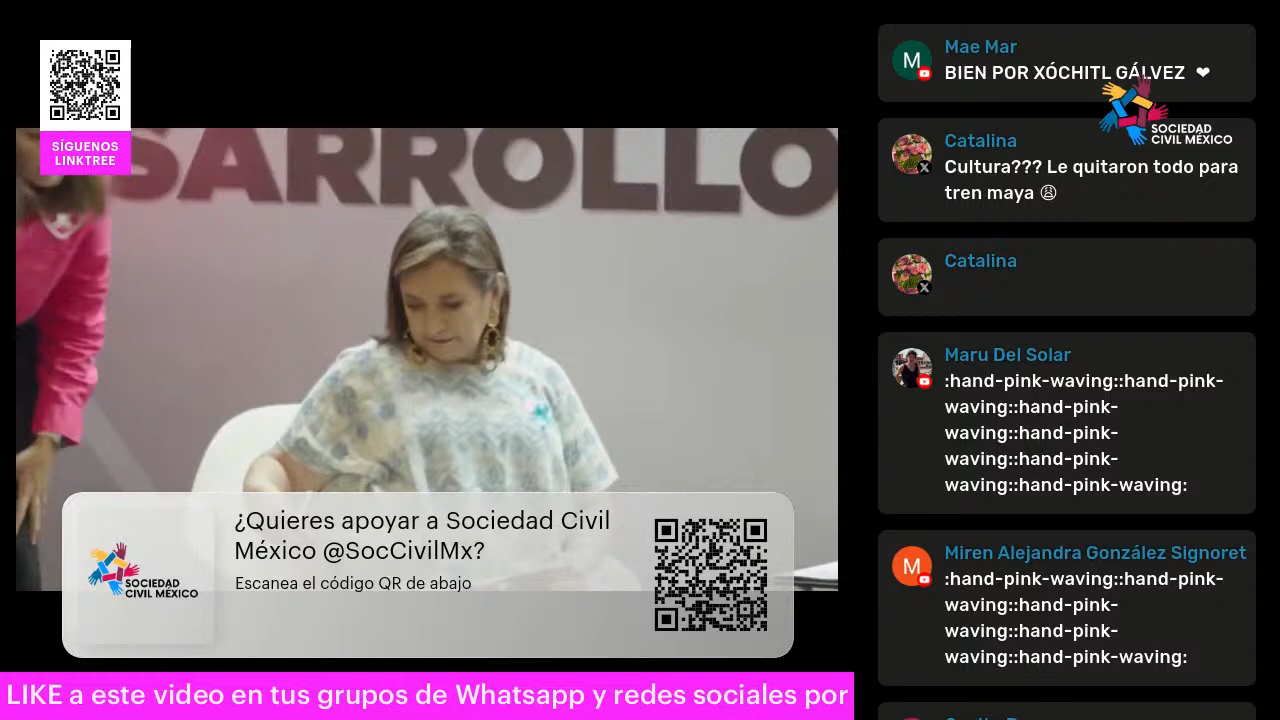 SÍGUENOS
LINKTREE
SARROLLO
¿Quieres apoyar a Sociedad Civil
México @SocCivilMx?
Escanea el código QR de abajo
SOCIEDAD
CIVIL MÉXICO
LIKE a este video en tus grupos de Whatsapp y redes sociales por
Mae Mar
BIEN POR XÓCHITL GÁLVEZ ❤
SOCIEDAD
CIVIL MÉXICO
Catalina
Cultura??? Le quitaron todo para
tren maya 😩
Catalina
Maru Del Solar
:hand-pink-waving::hand-pink-
waving::hand-pink-
waving::hand-pink-
waving::hand-pink-
waving::hand-pink-waving:
Miren Alejandra González Signoret
:hand-pink-waving::hand-pink-
waving::hand-pink-
waving::hand-pink-
waving::hand-pink-waving: